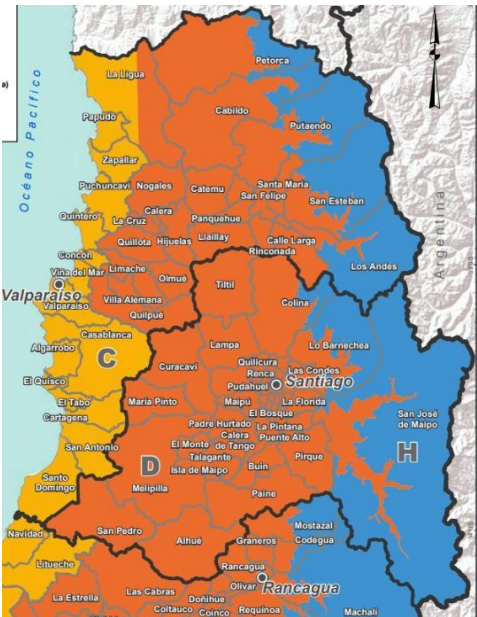 a)
Océano Pacífico
Argentina
La Ligua
Petorca
Cabildo
Papudo
Putaendo
Zapallar
Puchuncaví
Nogales
Catemu
Santa María
San Felipe
San Esteban
Quintero
La Cruz
Calera
Panquehue
Quillota
Hijuelas
Llaillay
Calle Larga
Rinconada
Concón
Limache
Olmué
Los Andes
Viña del Mar
Valparaíso
Valparaíso
Villa Alemana
Quilpué
Tiltil
Colina
Casablanca
C
Algarrobo
Lampa
Lo Barnechea
Curacaví
Quilicura
Renca
Las Condes
Pudahuel
Santiago
El Quisco
María Pinto
Maipú
La Florida
El Tabo
El Bosque
Cartagena
Padre Hurtado
La Pintana
San José
de Maipo
Calera
de Tango
Puente Alto
San Antonio
El Monte
Talagante
Pirque
H
D
Isla de Maipo
Buin
Santo
Domingo
Melipilla
Paine
San Pedro
Alhué
Mostazal
Navidad
Graneros
Codegua
Litueche
Rancagua
Rancagua
La Estrella
Las Cabras
Doñihue
Olivar
Coltauco
Coinco
Requinoa
Machalí